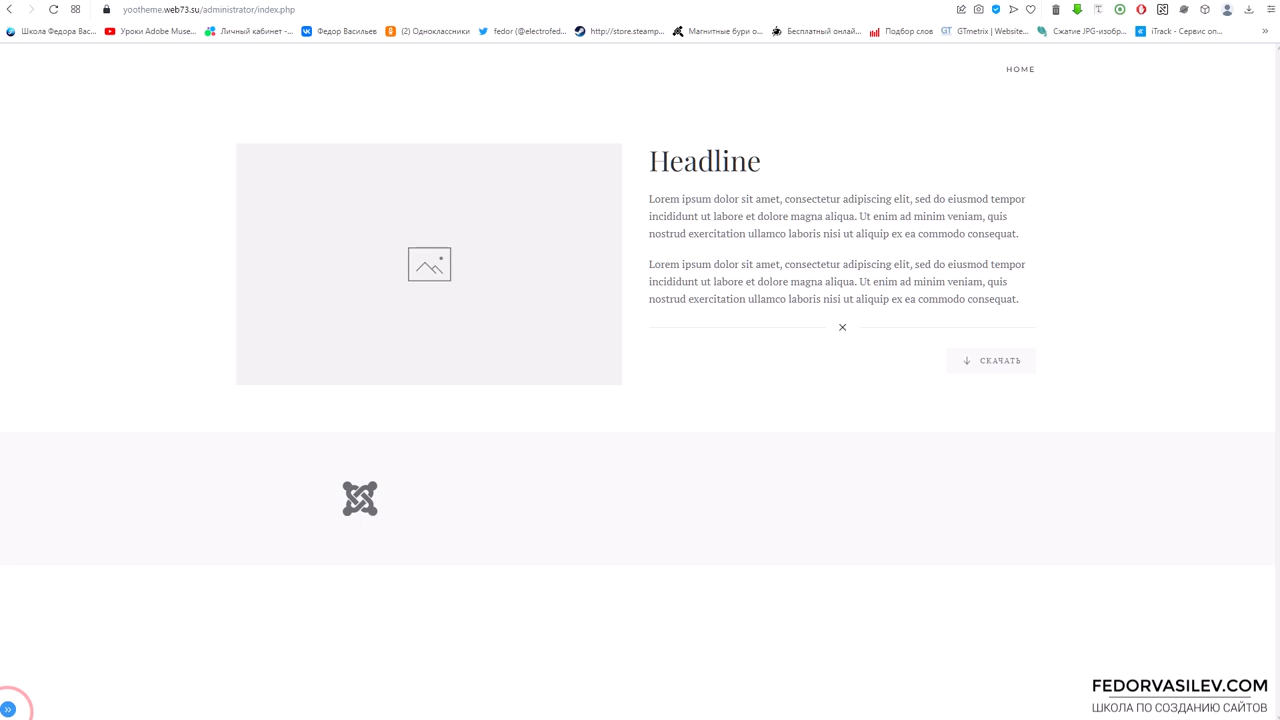 yootheme.web73.su/administrator/index.php
Школа Федора Вас... Уроки Adobe Muse... Личный кабинет -... Федор Васильев (2) Одноклассники fedor (@electrofed... http://store.steamp... Магнитные бури о... Бесплатный онлай... Подбор слов GT GTmetrix | Website... Сжатие JPG-изобр... iTrack - Сервис оп... »
HOME
Headline
Lorem ipsum dolor sit amet, consectetur adipiscing elit, sed do eiusmod tempor
incididunt ut labore et dolore magna aliqua. Ut enim ad minim veniam, quis
nostrud exercitation ullamco laboris nisi ut aliquip ex ea commodo consequat.
Lorem ipsum dolor sit amet, consectetur adipiscing elit, sed do eiusmod tempor
incididunt ut labore et dolore magna aliqua. Ut enim ad minim veniam, quis
nostrud exercitation ullamco laboris nisi ut aliquip ex ea commodo consequat.
СКАЧАТЬ
FEDORVASILEV.COM
ШКОЛА ПО СОЗДАНИЮ САЙТОВ